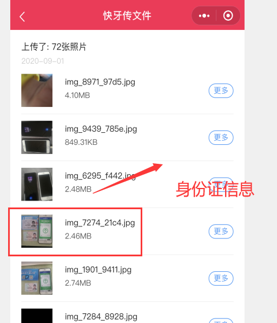 快牙传文件
上传了: 72张照片
2020-09-01
img_8971_97d5.jpg
4.10MB
更多
img_9439_785e.jpg
849.31KB
更多
img_6295_f442.jpg
2.48MB
更多
身份证信息
img_7274_21c4.jpg
2.46MB
更多
img_1901_9411.jpg
2.74MB
更多
img_7284_8928.jpg
更多